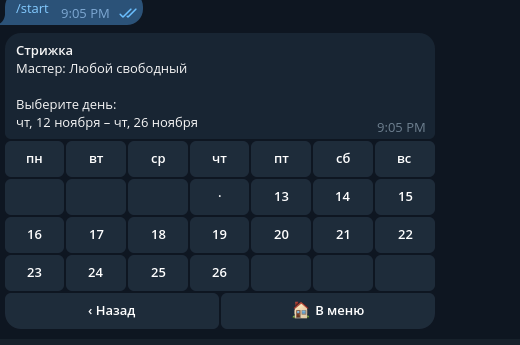 /start 9:05 PM
Стрижка
Мастер: Любой свободный
Выберите день:
чт, 12 ноября – чт, 26 ноября
9:05 PM
пн вт ср чт пт сб вс
· 13 14 15
16 17 18 19 20 21 22
23 24 25 26
‹ Назад 🏠 В меню